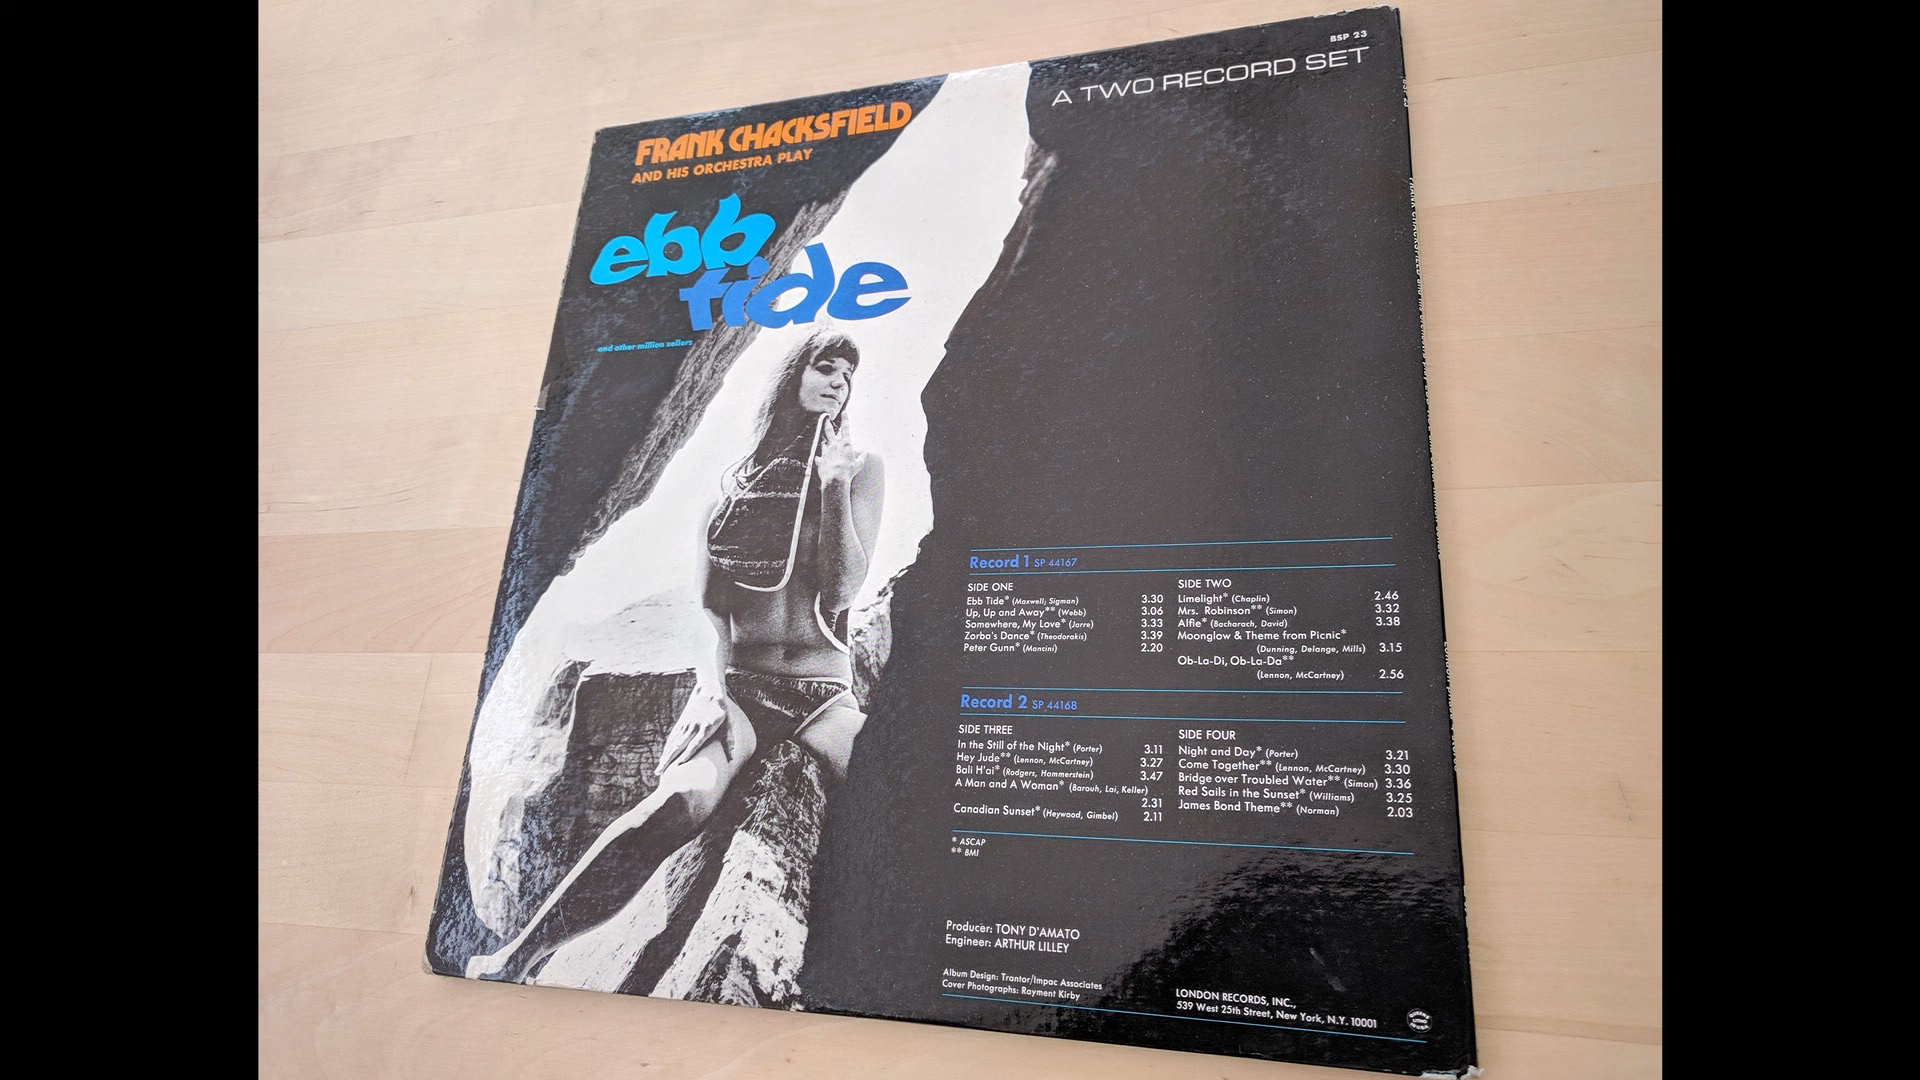 BSP 23
A TWO RECORD SET
FRANK CHACKSFIELD
AND HIS ORCHESTRA PLAY
ebb
tide
and other million sellers
Record 1 SP 44167
SIDE ONE
Ebb Tide* (Maxwell; Sigman) 3.30
Up, Up and Away** (Webb) 3.06
Somewhere, My Love* (Jarre) 3.33
Zorba's Dance* (Theodorakis) 3.39
Peter Gunn* (Mancini) 2.20
SIDE TWO
Limelight* (Chaplin) 2.46
Mrs. Robinson** (Simon) 3.32
Alfie* (Bacharach, David) 3.38
Moonglow & Theme from Picnic*
(Dunning, Delange, Mills) 3.15
Ob-La-Di, Ob-La-Da**
(Lennon, McCartney) 2.56
Record 2 SP 44168
SIDE THREE
In the Still of the Night* (Porter) 3.11
Hey Jude** (Lennon, McCartney) 3.27
Bali H'ai* (Rodgers, Hammerstein) 3.47
A Man and A Woman* (Barouh, Lai, Keller)
2.31
Canadian Sunset* (Heywood, Gimbel) 2.11
SIDE FOUR
Night and Day* (Porter) 3.21
Come Together** (Lennon, McCartney) 3.30
Bridge over Troubled Water** (Simon) 3.36
Red Sails in the Sunset* (Williams) 3.25
James Bond Theme** (Norman) 2.03
* ASCAP
** BMI
Producer: TONY D'AMATO
Engineer: ARTHUR LILLEY
Album Design: Trantor/Impac Associates
Cover Photographs: Rayment Kirby
LONDON RECORDS, INC.,
539 West 25th Street, New York, N.Y. 10001